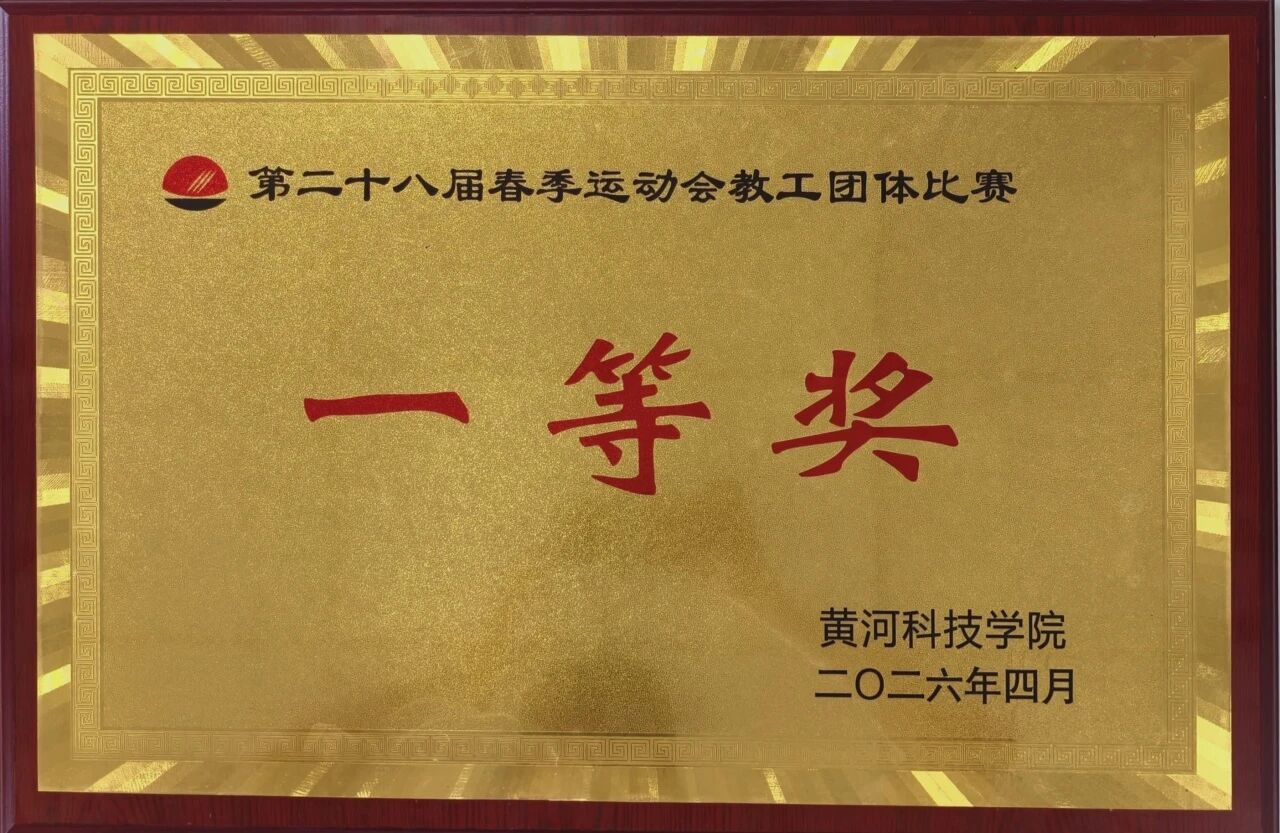 第二十八届春季运动会教工团体比赛
一等奖
黄河科技学院
二〇二六年四月